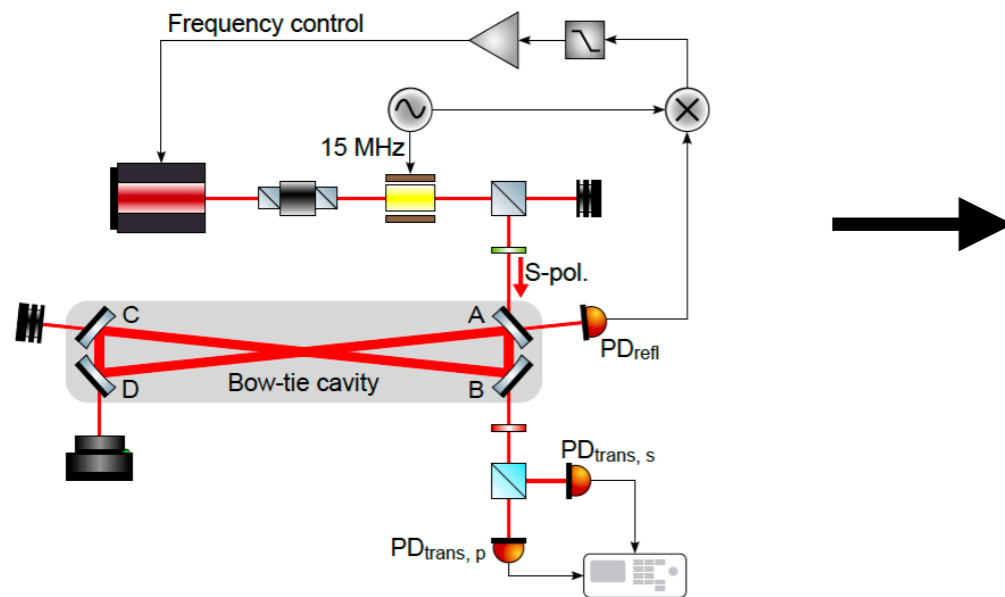 Frequency control
15 MHz
S-pol.
C
A
PDrefl
D
B
Bow-tie cavity
PDtrans, s
PDtrans, p